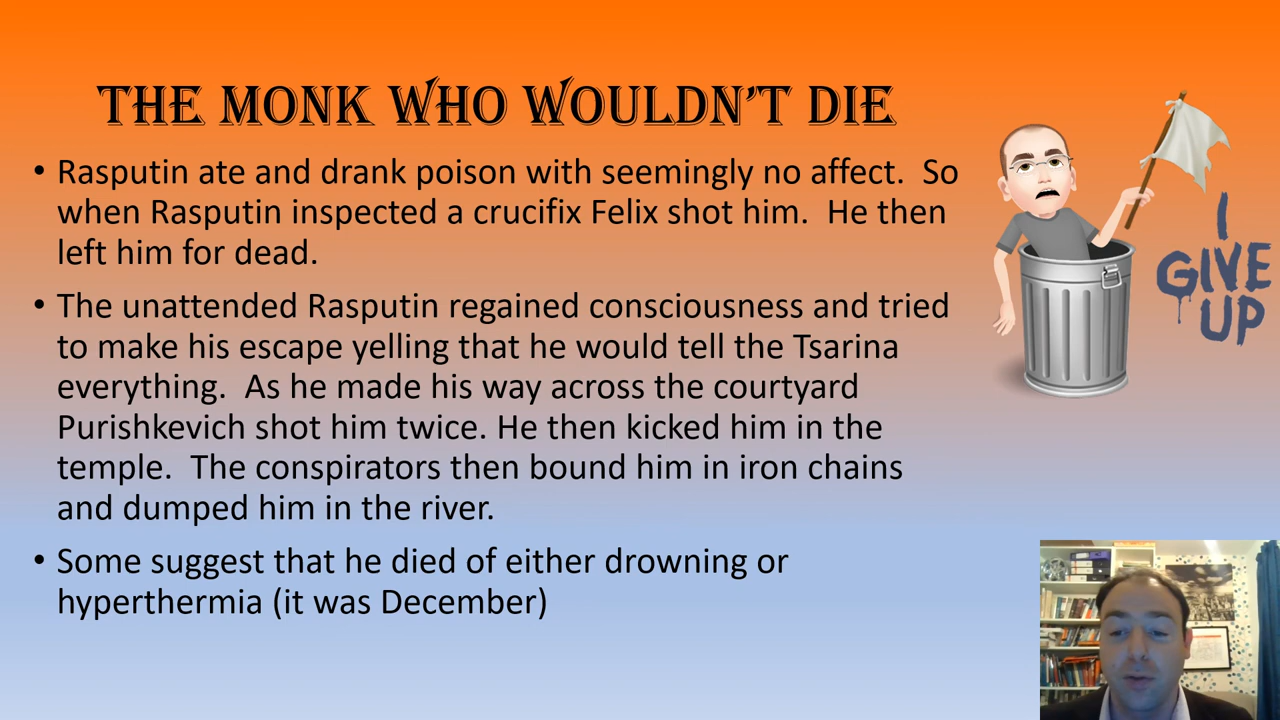 THE MONK WHO WOULDN'T DIE
• Rasputin ate and drank poison with seemingly no affect. So
when Rasputin inspected a crucifix Felix shot him. He then
left him for dead.
• The unattended Rasputin regained consciousness and tried
to make his escape yelling that he would tell the Tsarina
everything. As he made his way across the courtyard
Purishkevich shot him twice. He then kicked him in the
temple. The conspirators then bound him in iron chains
and dumped him in the river.
• Some suggest that he died of either drowning or
hyperthermia (it was December)
I
GIVE
UP